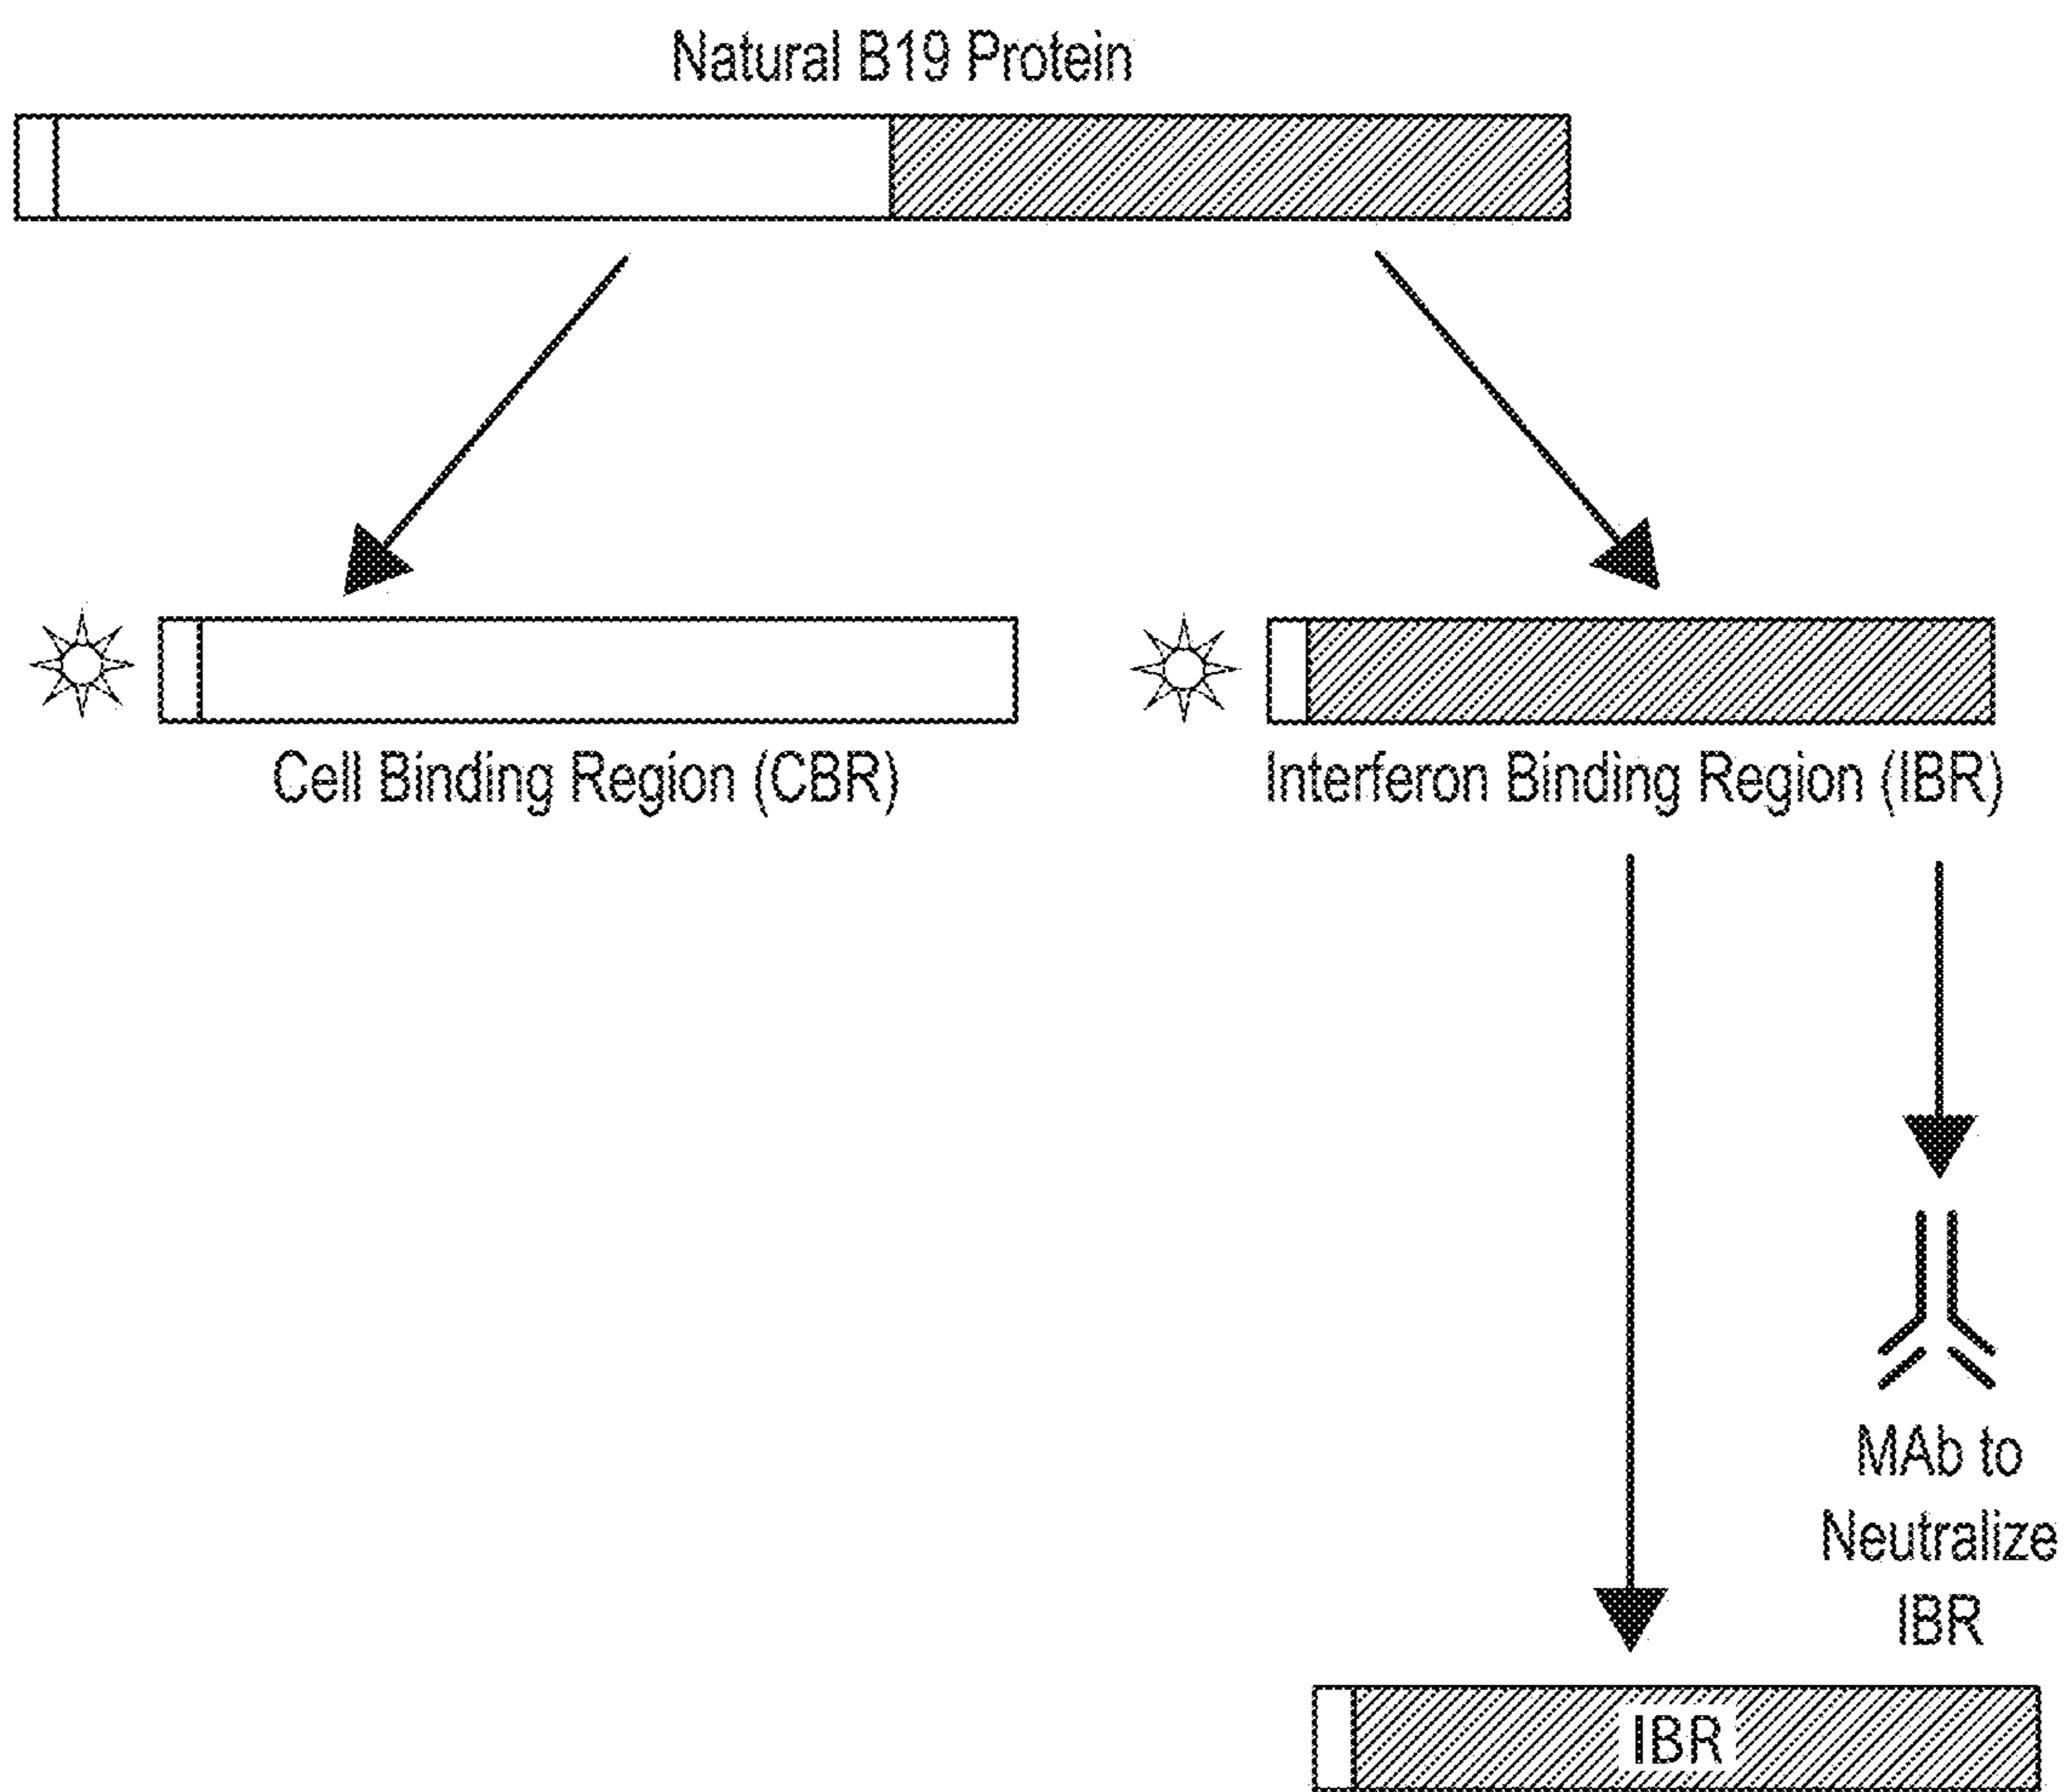 Natural B19 Protein
Cell Binding Region (CBR)
Interferon Binding Region (IBR)
MAb to
Neutralize
IBR
IBR